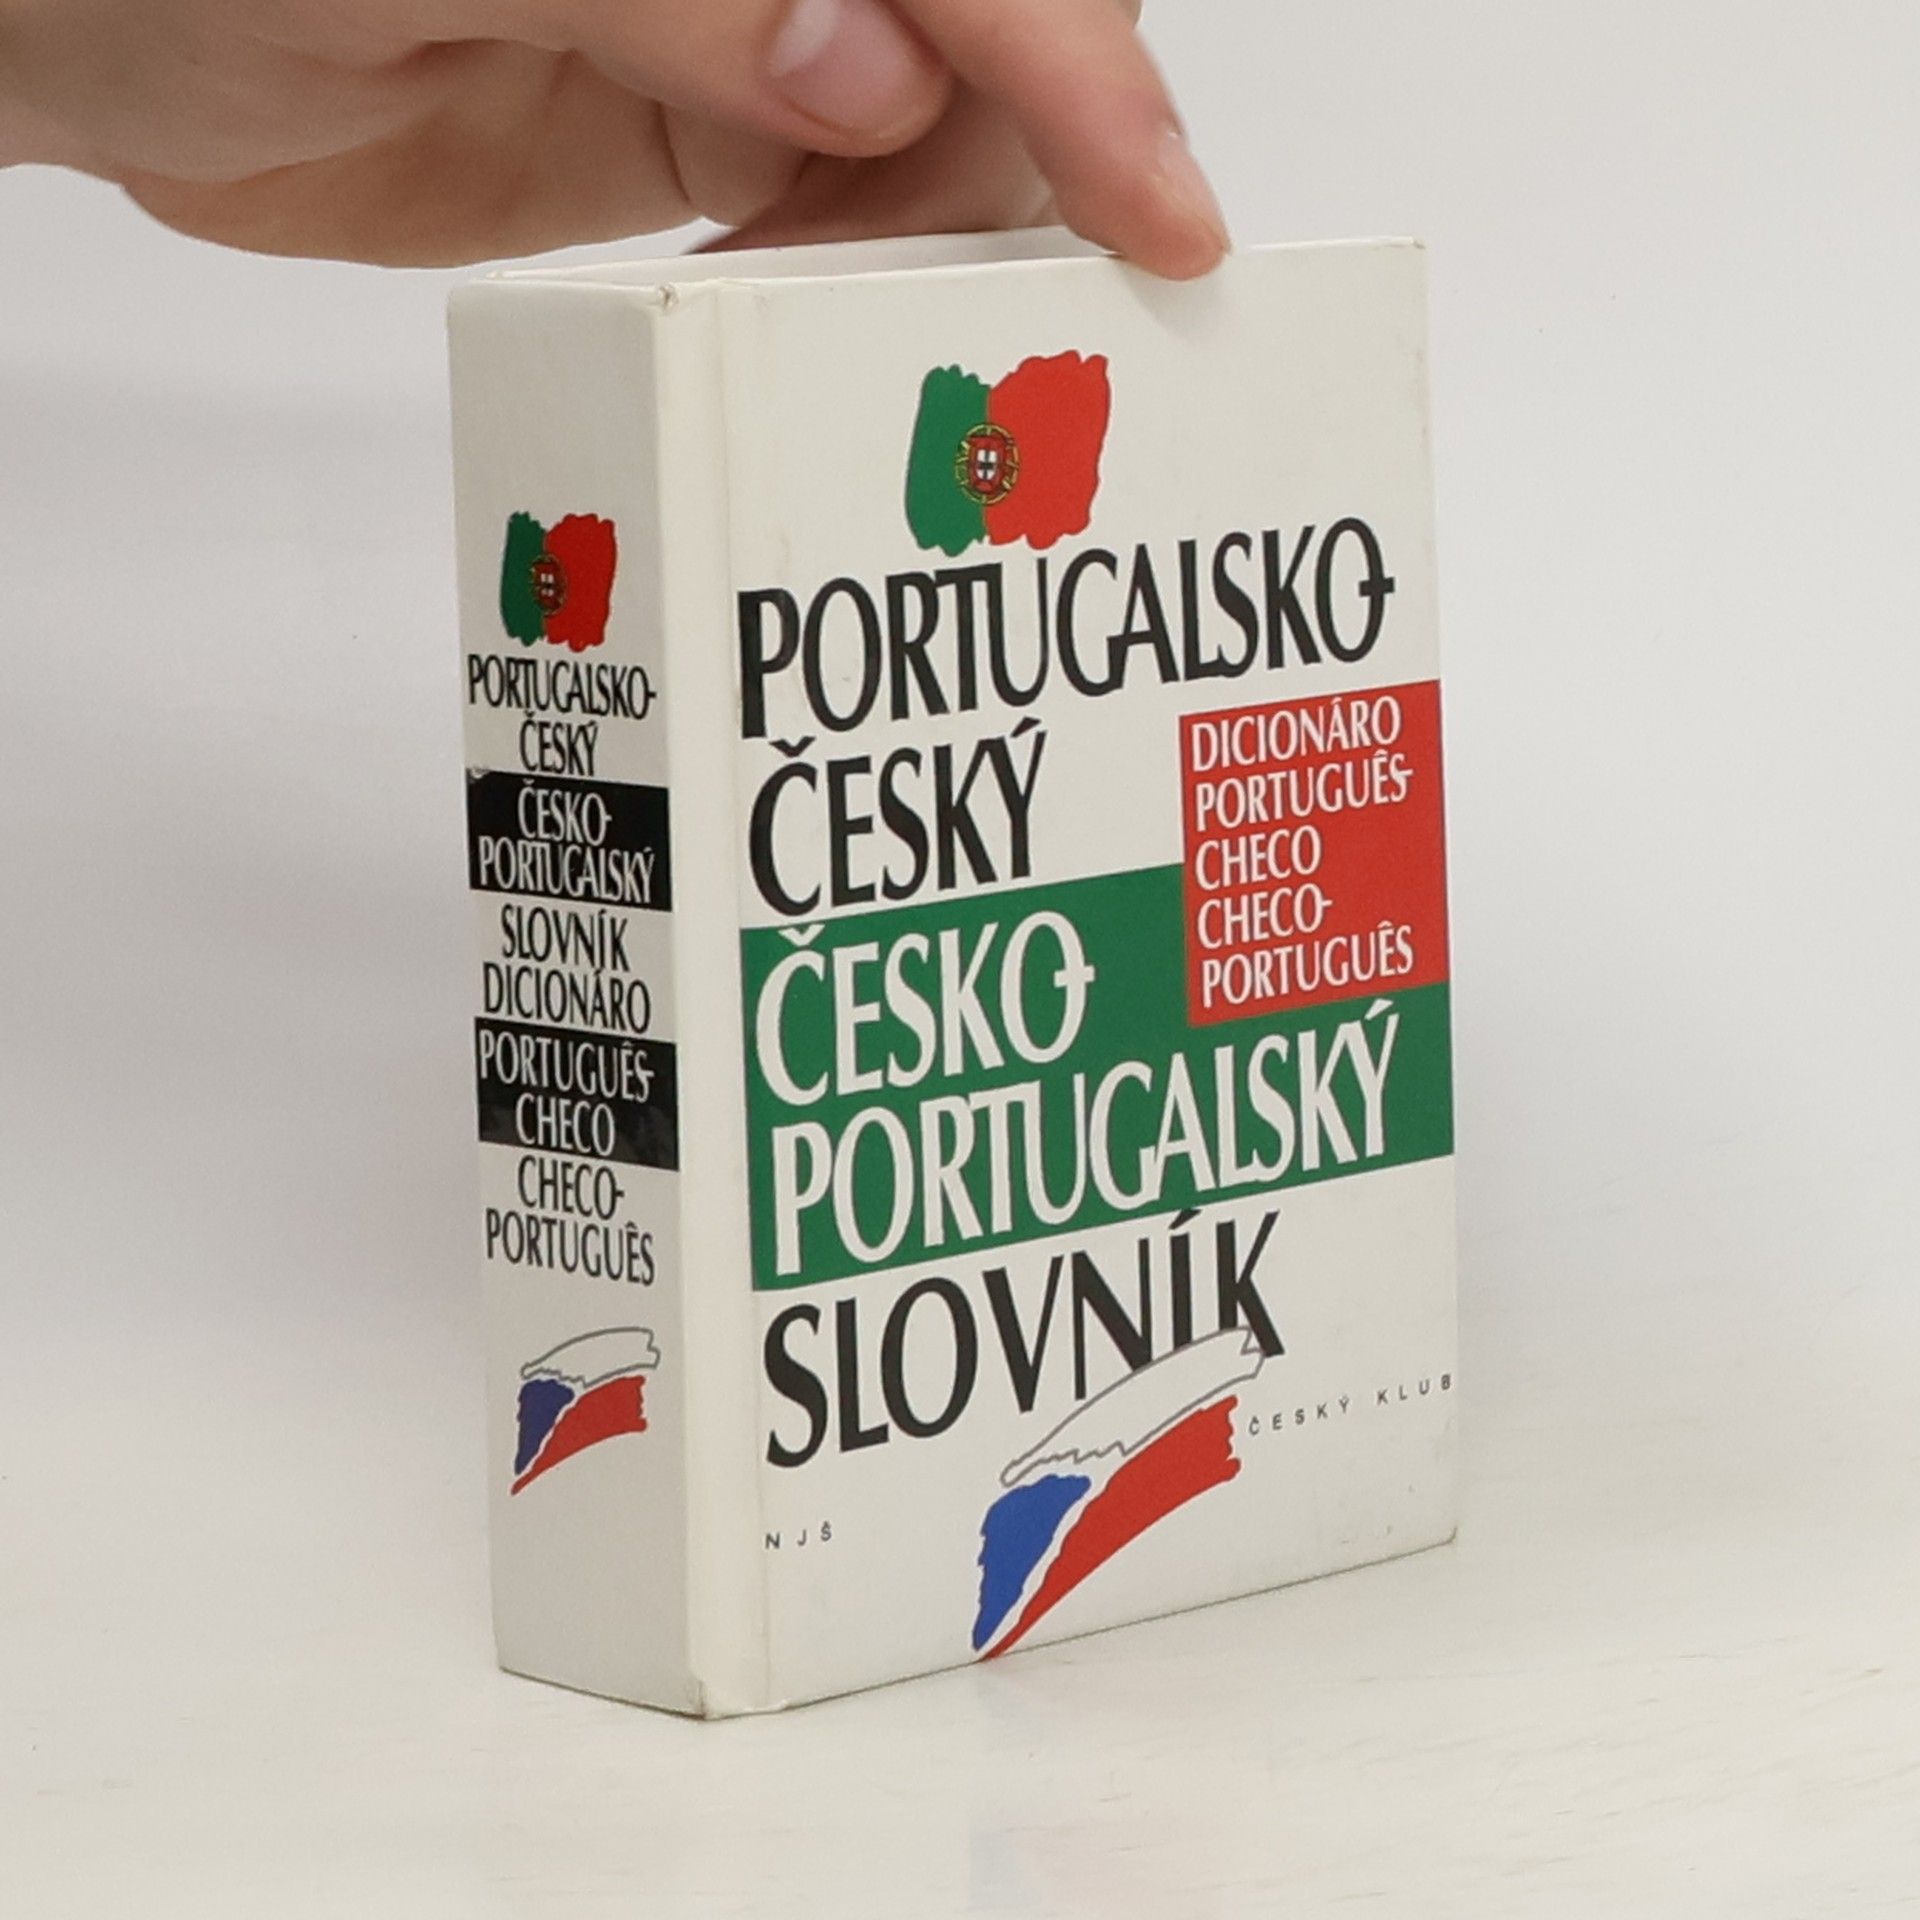 PORTUGALSKO-
ČESKÝ
ČESKO-
PORTUGALSKÝ
SLOVNÍK
DICIONÁRO
PORTUGUÊS-
CHECO
CHECO-
PORTUGUÊS
PORTUGALSKO-
ČESKÝ
DICIONÁRO
PORTUGUÊS-
CHECO
CHECO-
PORTUGUÊS
ČESKO-
PORTUGALSKÝ
SLOVNÍK
NJŠ
ČESKÝ KLUB